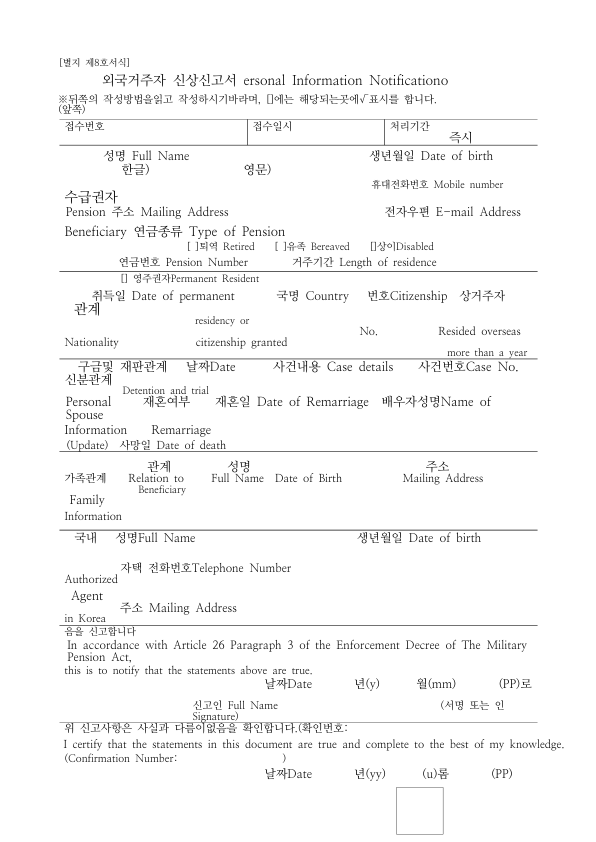 [별지 제8호서식]
외국거주자 신상신고서 ersonal Information Notificationo
※뒤쪽의 작성방법을읽고 작성하시기바라며, []에는 해당되는곳에√표시를 합니다.
(앞쪽)
접수번호 접수일시 처리기간
즉시
성명 Full Name 생년월일 Date of birth
한글) 영문)
휴대전화번호 Mobile number
수급권자
Pension 주소 Mailing Address 전자우편 E-mail Address
Beneficiary 연금종류 Type of Pension
[ ]퇴역 Retired [ ]유족 Bereaved []상이Disabled
연금번호 Pension Number 거주기간 Length of residence
[] 영주권자Permanent Resident
취득일 Date of permanent 국명 Country 번호Citizenship 상거주자
관계
residency or
No. Resided overseas
Nationality citizenship granted
more than a year
구금및 재판관계 날짜Date 사건내용 Case details 사건번호Case No.
신분관계
Detention and trial
Personal 재혼여부 재혼일 Date of Remarriage 배우자성명Name of
Spouse
Information Remarriage
(Update) 사망일 Date of death
관계 성명 주소
가족관계 Relation to Full Name Date of Birth Mailing Address
Beneficiary
Family
Information
국내 성명Full Name 생년월일 Date of birth
자택 전화번호Telephone Number
Authorized
Agent
주소 Mailing Address
in Korea
음을 신고합니다
In accordance with Article 26 Paragraph 3 of the Enforcement Decree of The Military
Pension Act,
this is to notify that the statements above are true.
날짜Date 년(y) 월(mm) (PP)로
신고인 Full Name (서명 또는 인
Signature)
위 신고사항은 사실과 다름이없음을 확인합니다.(확인번호:
I certify that the statements in this document are true and complete to the best of my knowledge.
(Confirmation Number: )
날짜Date 년(yy) (u)롬 (PP)